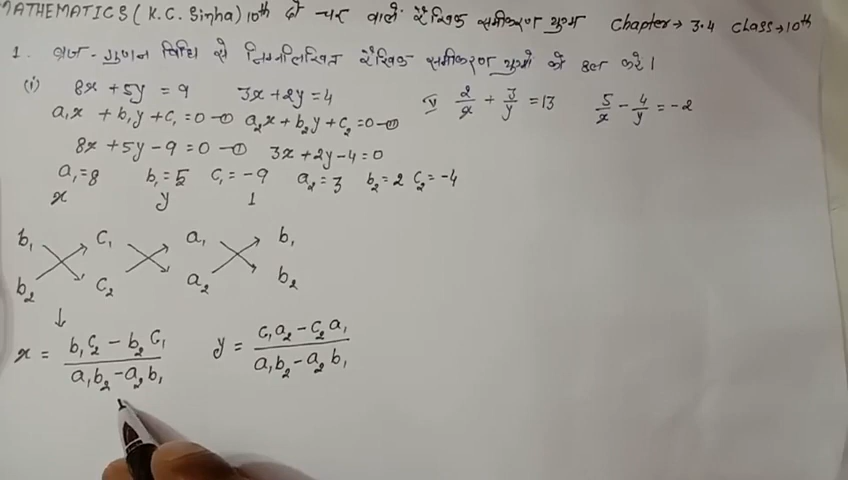 MATHEMATICS (K.C. Sinha) 10th दो चर वाले रैखिक समीकरण युग्म Chapter → 3.4 Class → 10th
1. व्रज-गुणन विधि से निम्नलिखित रैखिक समीकरण युग्मों को हल करे।
(i) 8x + 5y = 9 3x + 2y = 4 V 2/x + 3/y = 13 5/x - 4/y = -2
a₁x + b₁y + c₁ = 0 - ① a₂x + b₂y + c₂ = 0 - ⑪
8x + 5y - 9 = 0 - ① 3x + 2y - 4 = 0
a₁ = 8 b₁ = 5 c₁ = -9 a₂ = 3 b₂ = 2 c₂ = -4
x y 1
b₁ c₁ a₁ b₁
b₂ c₂ a₂ b₂
↓
x = (b₁c₂ - b₂c₁)/(a₁b₂ - a₂b₁) y = (c₁a₂ - c₂a₁)/(a₁b₂ - a₂b₁)